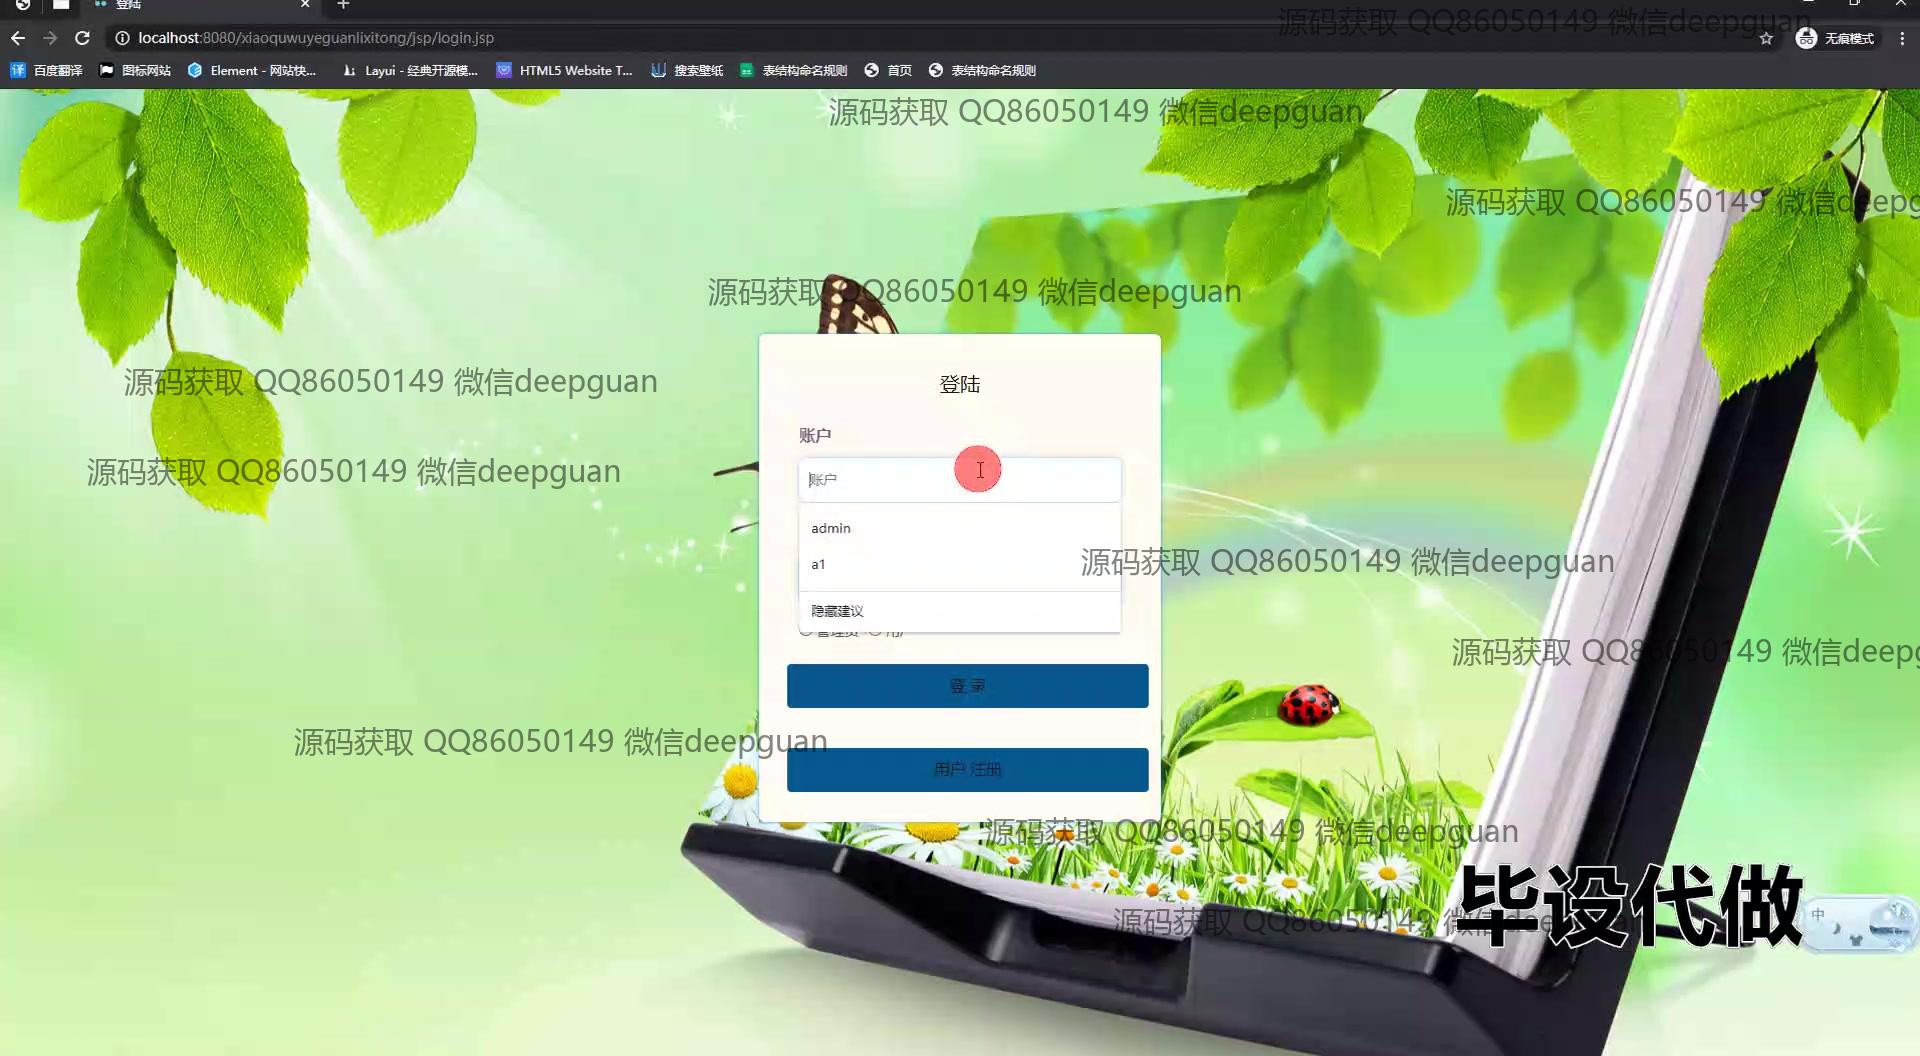 登陆
localhost:8080/xiaoquwuyeguanlixitong/jsp/login.jsp
无痕模式
百度翻译
图标网站
Element - 网站快...
Layui - 经典开源模...
HTML5 Website T...
搜索壁纸
表结构命名规则
首页
表结构命名规则
源码获取 QQ86050149 微信deepguan
源码获取 QQ86050149 微信deepguan
源码获取 QQ86050149 微信deepg
源码获取 QQ86050149 微信deepguan
源码获取 QQ86050149 微信deepguan
源码获取 QQ86050149 微信deepguan
登陆
账户
账户
admin
a1
隐藏建议
管理员
用户
源码获取 QQ86050149 微信deepguan
源码获取 QQ86050149 微信deepg
登 录
源码获取 QQ86050149 微信deepguan
用户 注册
源码获取 QQ86050149 微信deepguan
源码获取 QQ86050149 微信dee
毕设代做
中